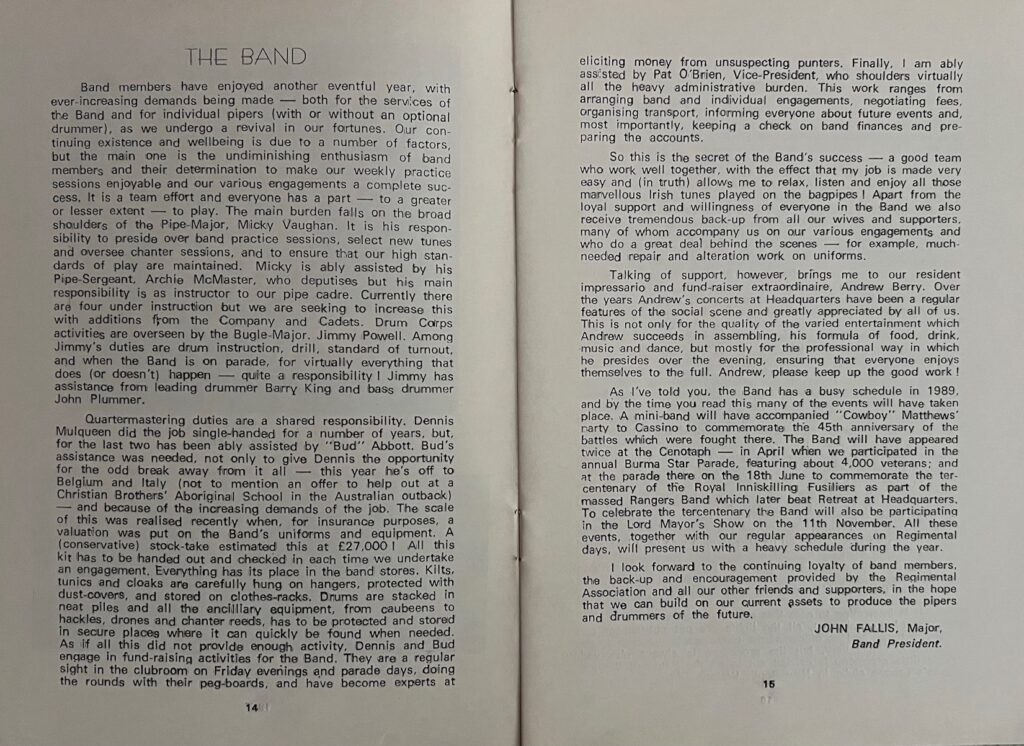 THE BAND
Band members have enjoyed another eventful year, with
ever-increasing demands being made — both for the services of
the Band and for individual pipers (with or without an optional
drummer), as we undergo a revival in our fortunes. Our con-
tinuing existence and wellbeing is due to a number of factors,
but the main one is the undiminishing enthusiasm of band
members and their determination to make our weekly practice
sessions enjoyable and our various engagements a complete suc-
cess. It is a team effort and everyone has a part — to a greater
or lesser extent — to play. The main burden falls on the broad
shoulders of the Pipe-Major, Micky Vaughan. It is his respon-
sibility to preside over band practice sessions, select new tunes
and oversee chanter sessions, and to ensure that our high stan-
dards of play are maintained. Micky is ably assisted by his
Pipe-Sergeant, Archie McMaster, who deputises but his main
responsibility is as instructor to our pipe cadre. Currently there
are four under instruction but we are seeking to increase this
with additions from the Company and Cadets. Drum Corps
activities are overseen by the Bugle-Major, Jimmy Powell. Among
Jimmy's duties are drum instruction, drill, standard of turnout,
and when the Band is on parade, for virtually everything that
does (or doesn't) happen — quite a responsibility! Jimmy has
assistance from leading drummer Barry King and bass drummer
John Plummer.
Quartermastering duties are a shared responsibility. Dennis
Mulqueen did the job single-handed for a number of years, but,
for the last two has been ably assisted by "Bud" Abbott. Bud's
assistance was needed, not only to give Dennis the opportunity
for the odd break away from it all — this year he's off to
Belgium and Italy (not to mention an offer to help out at a
Christian Brothers' Aboriginal School in the Australian outback)
— and because of the increasing demands of the job. The scale
of this was realised recently when, for insurance purposes, a
valuation was put on the Band's uniforms and equipment. A
(conservative) stock-take estimated this at £27,000! All this
kit has to be handed out and checked in each time we undertake
an engagement. Everything has its place in the band stores. Kilts,
tunics and cloaks are carefully hung on hangers, protected with
dust-covers, and stored on clothes-racks. Drums are stacked in
neat piles and all the ancilllary equipment, from caubeens to
hackles, drones and chanter reeds, has to be protected and stored
in secure places where it can quickly be found when needed.
As if all this did not provide enough activity, Dennis and Bud
engage in fund-raising activities for the Band. They are a regular
sight in the clubroom on Friday evenings and parade days, doing
the rounds with their peg-boards, and have become experts at
14
eliciting money from unsuspecting punters. Finally, I am ably
assisted by Pat O'Brien, Vice-President, who shoulders virtually
all the heavy administrative burden. This work ranges from
arranging band and individual engagements, negotiating fees,
organising transport, informing everyone about future events and,
most importantly, keeping a check on band finances and pre-
paring the accounts.
So this is the secret of the Band's success — a good team
who work well together, with the effect that my job is made very
easy and (in truth) allows me to relax, listen and enjoy all those
marvellous Irish tunes played on the bagpipes! Apart from the
loyal support and willingness of everyone in the Band we also
receive tremendous back-up from all our wives and supporters,
many of whom accompany us on our various engagements and
who do a great deal behind the scenes — for example, much-
needed repair and alteration work on uniforms.
Talking of support, however, brings me to our resident
impressario and fund-raiser extraordinaire, Andrew Berry. Over
the years Andrew's concerts at Headquarters have been a regular
features of the social scene and greatly appreciated by all of us.
This is not only for the quality of the varied entertainment which
Andrew succeeds in assembling, his formula of food, drink,
music and dance, but mostly for the professional way in which
he presides over the evening, ensuring that everyone enjoys
themselves to the full. Andrew, please keep up the good work!
As I've told you, the Band has a busy schedule in 1989,
and by the time you read this many of the events will have taken
place. A mini-band will have accompanied "Cowboy" Matthews'
party to Cassino to commemorate the 45th anniversary of the
battles which were fought there. The Band will have appeared
twice at the Cenotaph — in April when we participated in the
annual Burma Star Parade, featuring about 4,000 veterans; and
at the parade there on the 18th June to commemorate the ter-
centenary of the Royal Inniskilling Fusiliers as part of the
massed Rangers Band which later beat Retreat at Headquarters.
To celebrate the tercentenary the Band will also be participating
in the Lord Mayor's Show on the 11th November. All these
events, together with our regular appearances on Regimental
days, will present us with a heavy schedule during the year.
I look forward to the continuing loyalty of band members,
the back-up and encouragement provided by the Regimental
Association and all our other friends and supporters, in the hope
that we can build on our current assets to produce the pipers
and drummers of the future.
JOHN FALLIS, Major,
Band President.
15